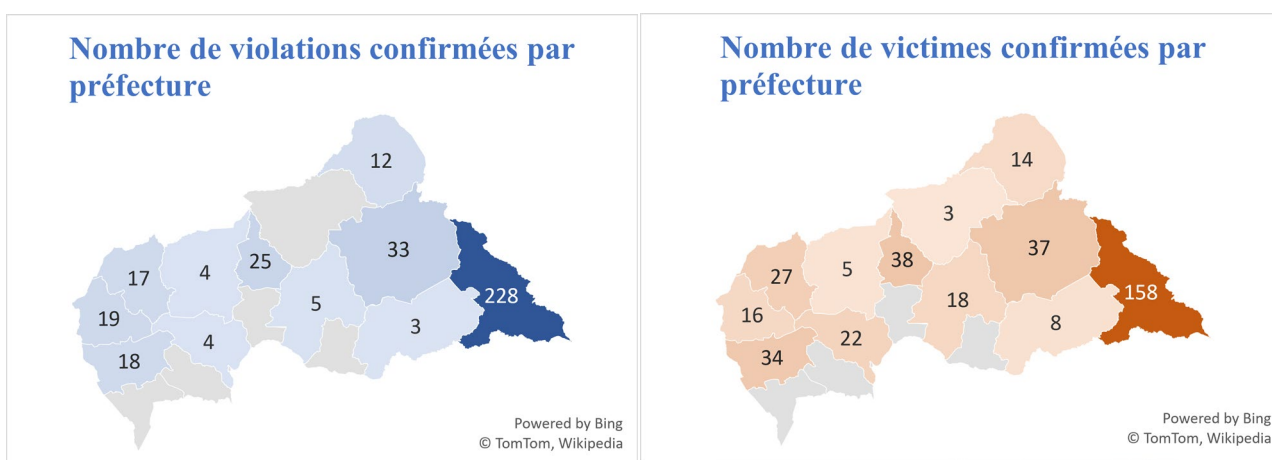 Nombre de violations confirmées par
préfecture
12
33
25
4
17
228
5
19
3
4
18
Powered by Bing
© TomTom, Wikipedia
Nombre de victimes confirmées par
préfecture
14
3
37
38
27
5
158
18
16
8
22
34
Powered by Bing
© TomTom, Wikipedia